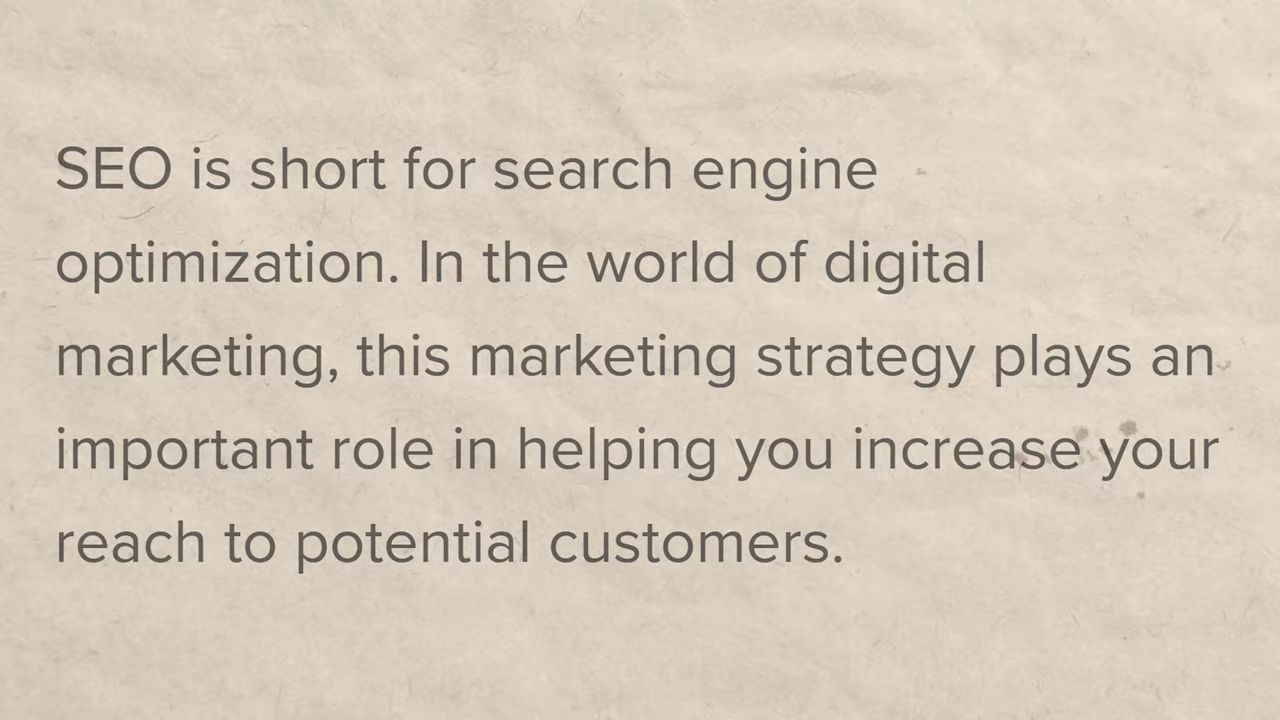 SEO is short for search engine
optimization. In the world of digital
marketing, this marketing strategy plays an
important role in helping you increase your
reach to potential customers.